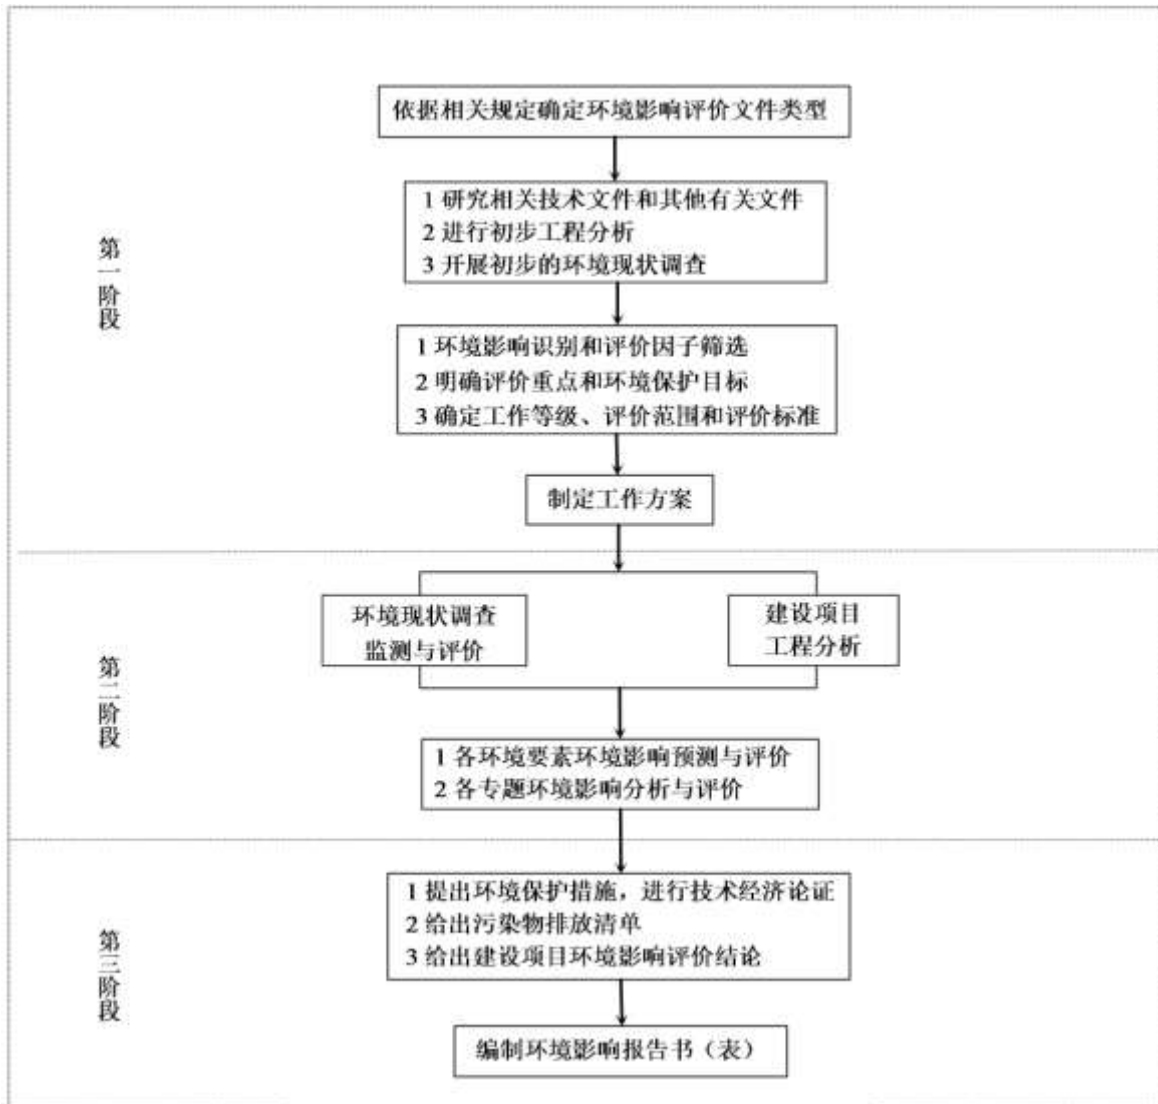 依据相关规定确定环境影响评价文件类型
1 研究相关技术文件和其他有关文件
2 进行初步工程分析
3 开展初步的环境现状调查
第一阶段
1 环境影响识别和评价因子筛选
2 明确评价重点和环境保护目标
3 确定工作等级、评价范围和评价标准
制定工作方案
环境现状调查
监测与评价
建设项目
工程分析
第二阶段
1 各环境要素环境影响预测与评价
2 各专题环境影响分析与评价
1 提出环境保护措施，进行技术经济论证
2 给出污染物排放清单
3 给出建设项目环境影响评价结论
第三阶段
编制环境影响报告书（表）